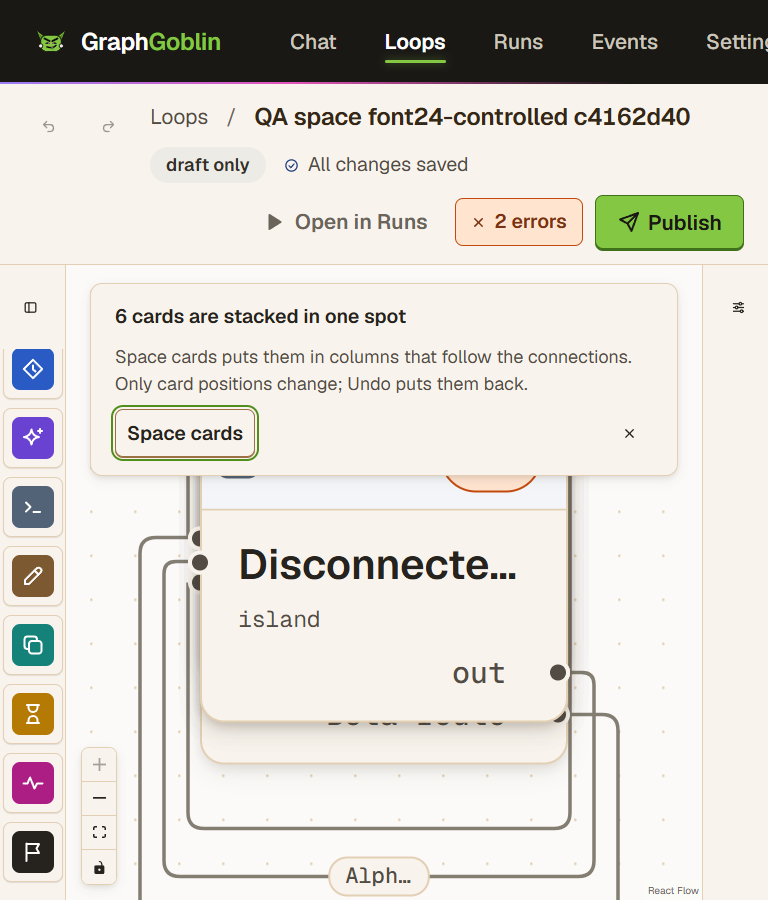 GraphGoblin Chat Loops Runs Events Setting
Loops / QA space font24-controlled c4162d40
draft only All changes saved
Open in Runs × 2 errors Publish
6 cards are stacked in one spot
Space cards puts them in columns that follow the connections.
Only card positions change; Undo puts them back.
Space cards ×
Disconnecte...
island
out
Alph...
React Flow